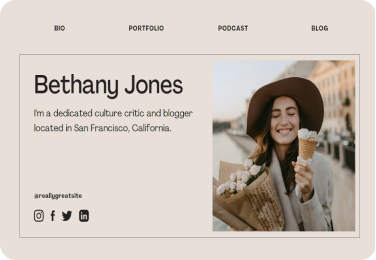 BIO
PORTFOLIO
PODCAST
BLOG
Bethany Jones
I'm a dedicated culture critic and blogger
located in San Francisco, California.
@reallygreatsite